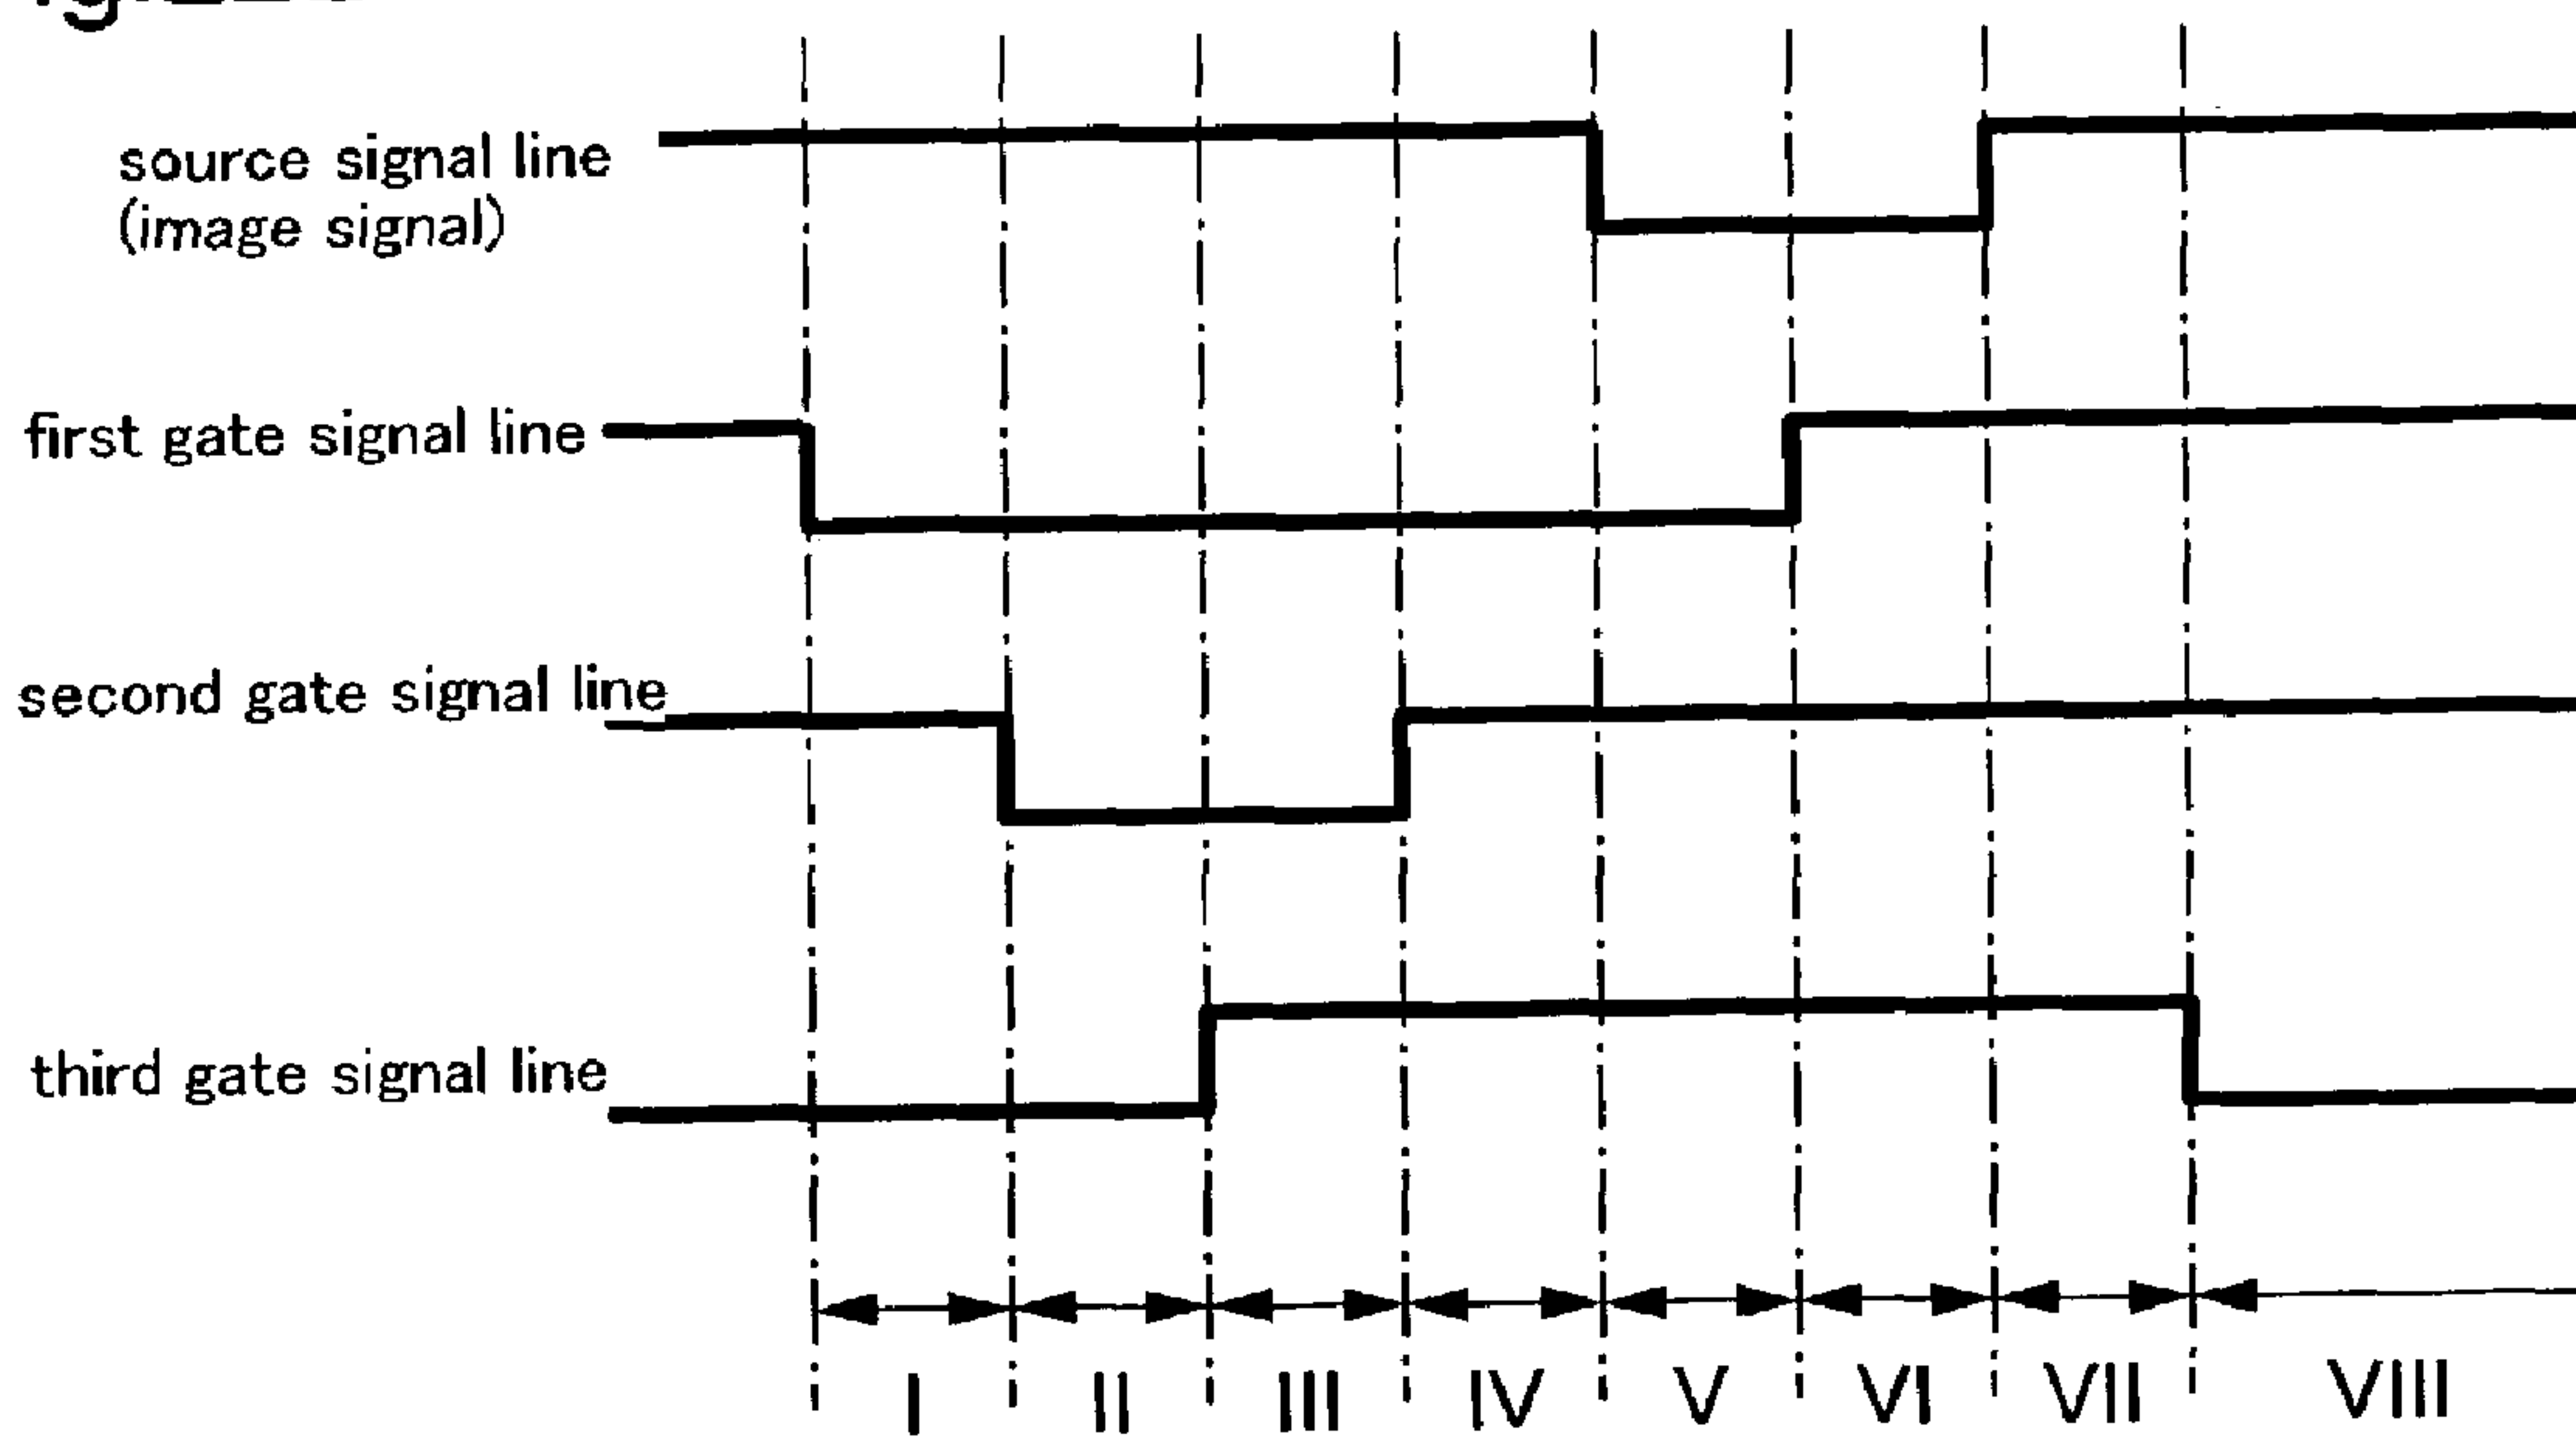 source signal line
(image signal)
first gate signal line
second gate signal line
third gate signal line
I II III IV V VI VII VIII